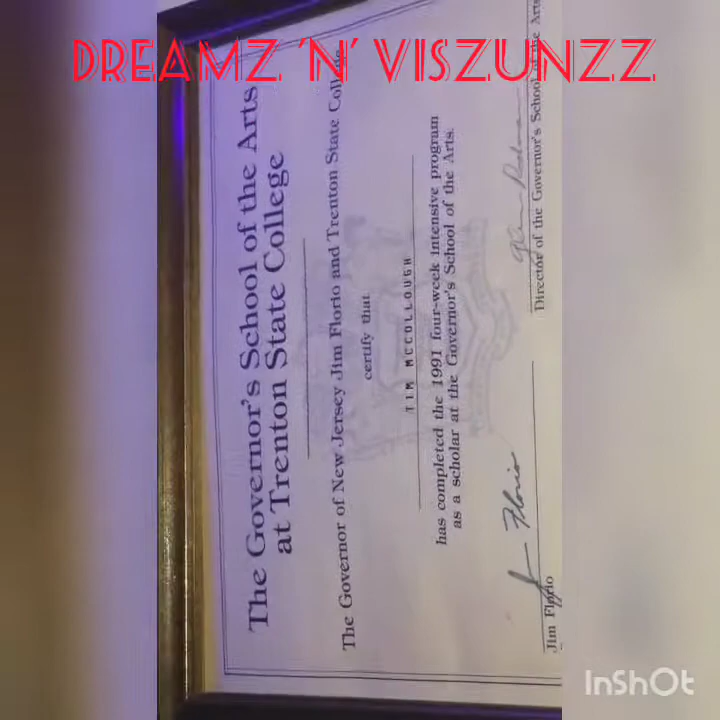 DREAMZ 'N' VISZUNZZ
The Governor's School of the Arts
at Trenton State College
The Governor of New Jersey Jim Florio and Trenton State College
certify that
TIM MCCOLLOUGH
has completed the 1991 four-week intensive program
as a scholar at the Governor's School of the Arts.
Jim Florio
Director of the Governor's School of the Arts
InShOt